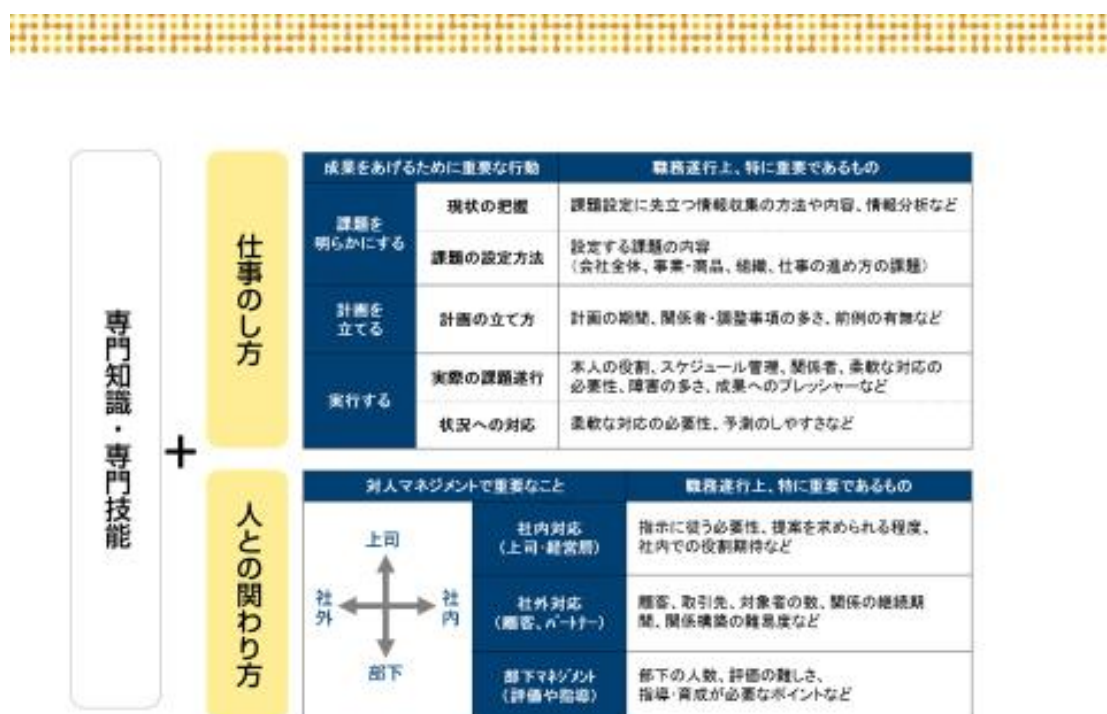 専門知識・専門技能
+
仕事のし方
成果をあげるために重要な行動
職務遂行上、特に重要であるもの
課題を
明らかにする
現状の把握
課題設定に先立つ情報収集の方法や内容、情報分析など
課題の設定方法
設定する課題の内容
(会社全体、事業・商品、組織、仕事の進め方の課題)
計画を
立てる
計画の立て方
計画の期間、関係者・調整事項の多さ、前例の有無など
実行する
実際の課題遂行
本人の役割、スケジュール管理、関係者、柔軟な対応の
必要性、障害の多さ、成果へのプレッシャーなど
状況への対応
柔軟な対応の必要性、予測のしやすさなど
人との関わり方
対人マネジメントで重要なこと
職務遂行上、特に重要であるもの
上司
社外
社内
部下
社内対応
(上司・経営層)
指示に従う必要性、提案を求められる程度、
社内での役割期待など
社外対応
(顧客、パートナー)
顧客、取引先、対象者の数、関係の継続期
間、関係構築の難易度など
部下マネジメント
(評価や指導)
部下の人数、評価の難しさ、
指導・育成が必要なポイントなど